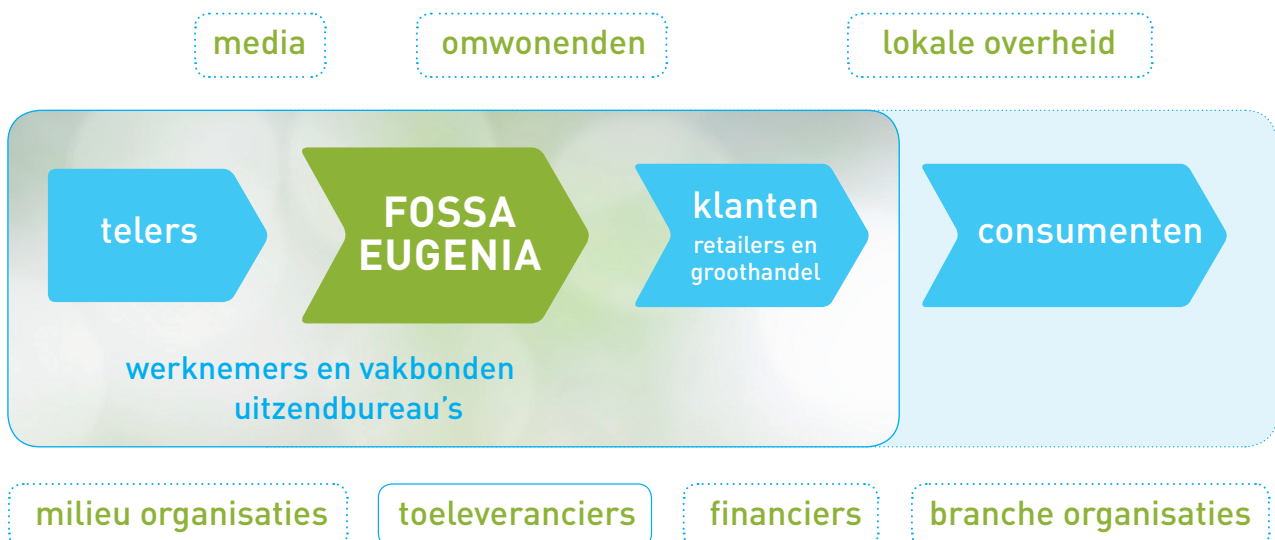 media
omwonenden
lokale overheid
telers
FOSSA
EUGENIA
klanten
retailers en
groothandel
consumenten
werknemers en vakbonden
uitzendbureau’s
milieu organisaties
toeleveranciers
financiers
branche organisaties